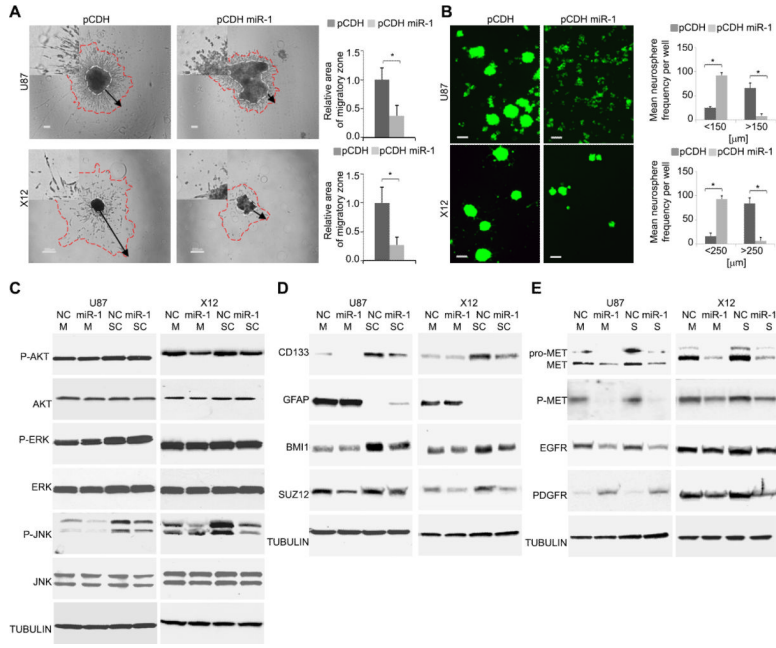 A
pCDH
pCDH miR-1
U87
X12
pCDH pCDH miR-1
Relative area
of migratory zone
1.5
1.0
0.5
0.0
*
pCDH pCDH miR-1
Relative area
of migratory zone
1.5
1.0
0.5
0.0
*
B
pCDH
pCDH miR-1
U87
X12
pCDH pCDH miR-1
Mean neurosphere
frequency per well
150
100
50
0
* *
<150 >150
[µm]
pCDH pCDH miR-1
Mean neurosphere
frequency per well
150
100
50
0
* *
<250 >250
[µm]
C
U87 X12
NC miR-1 NC miR-1 NC miR-1 NC miR-1
M M SC SC M M SC SC
P-AKT
AKT
P-ERK
ERK
P-JNK
JNK
TUBULIN
D
U87 X12
NC miR-1 NC miR-1 NC miR-1 NC miR-1
M M SC SC M M SC SC
CD133
GFAP
BMI1
SUZ12
TUBULIN
E
U87 X12
NC miR-1 NC miR-1 NC miR-1 NC miR-1
M M S S M M S S
pro-MET
MET
P-MET
EGFR
PDGFR
TUBULIN